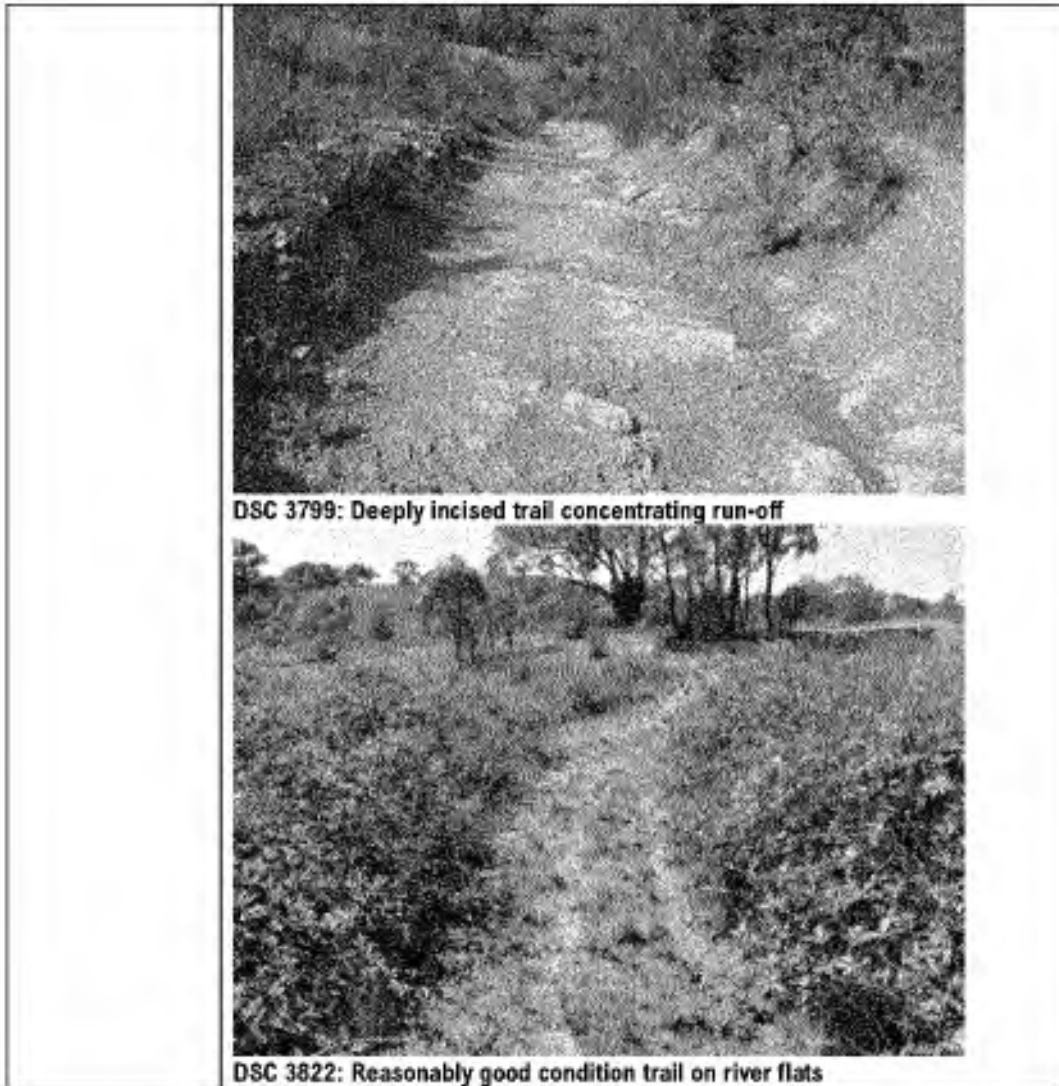 DSC 3799: Deeply incised trail concentrating run-off
DSC 3822: Reasonably good condition trail on river flats